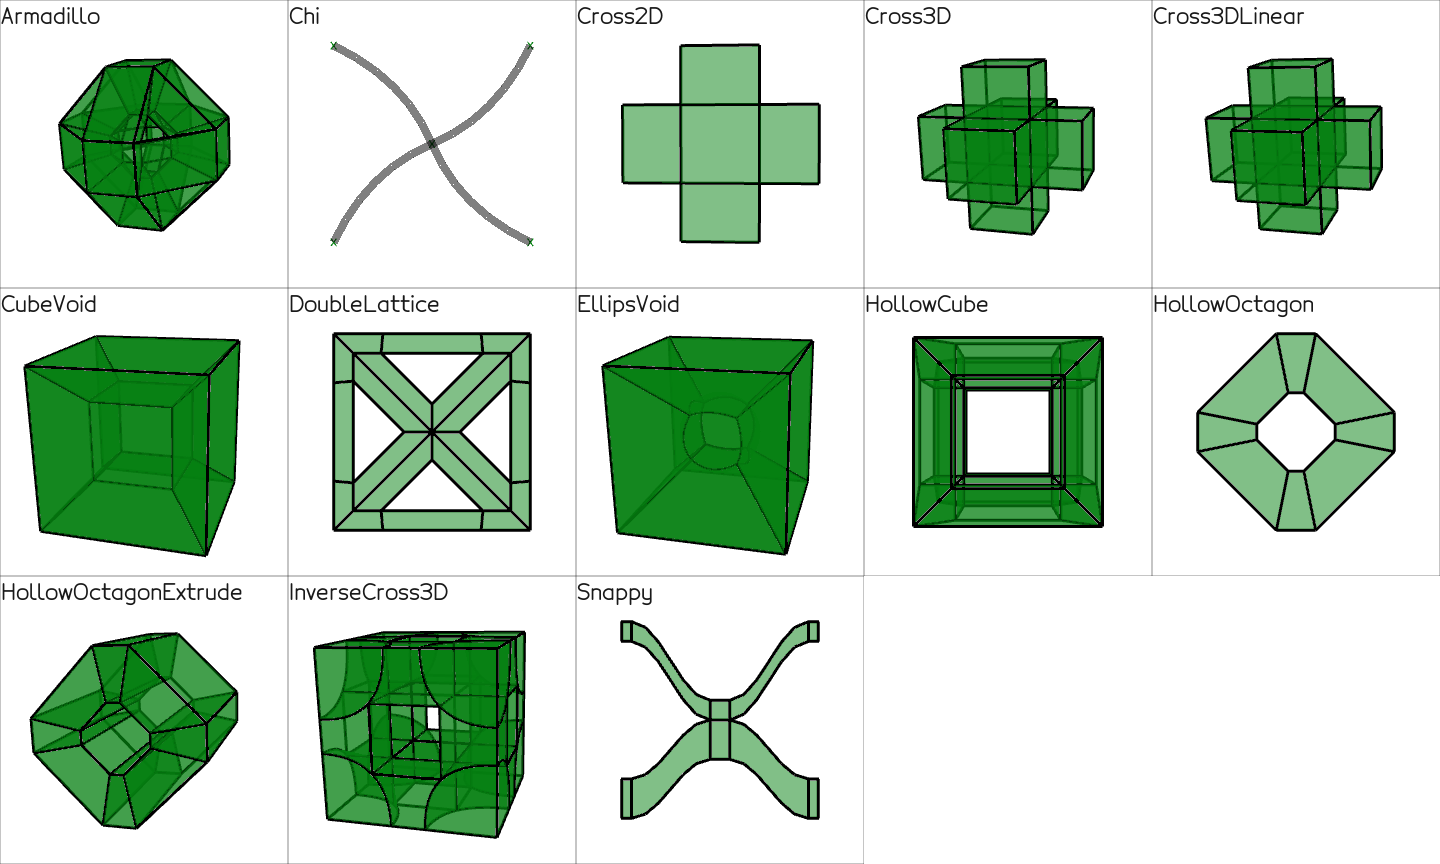 Armadillo
Chi
Cross2D
Cross3D
Cross3DLinear
CubeVoid
DoubleLattice
EllipsVoid
HollowCube
HollowOctagon
HollowOctagonExtrude
InverseCross3D
Snappy